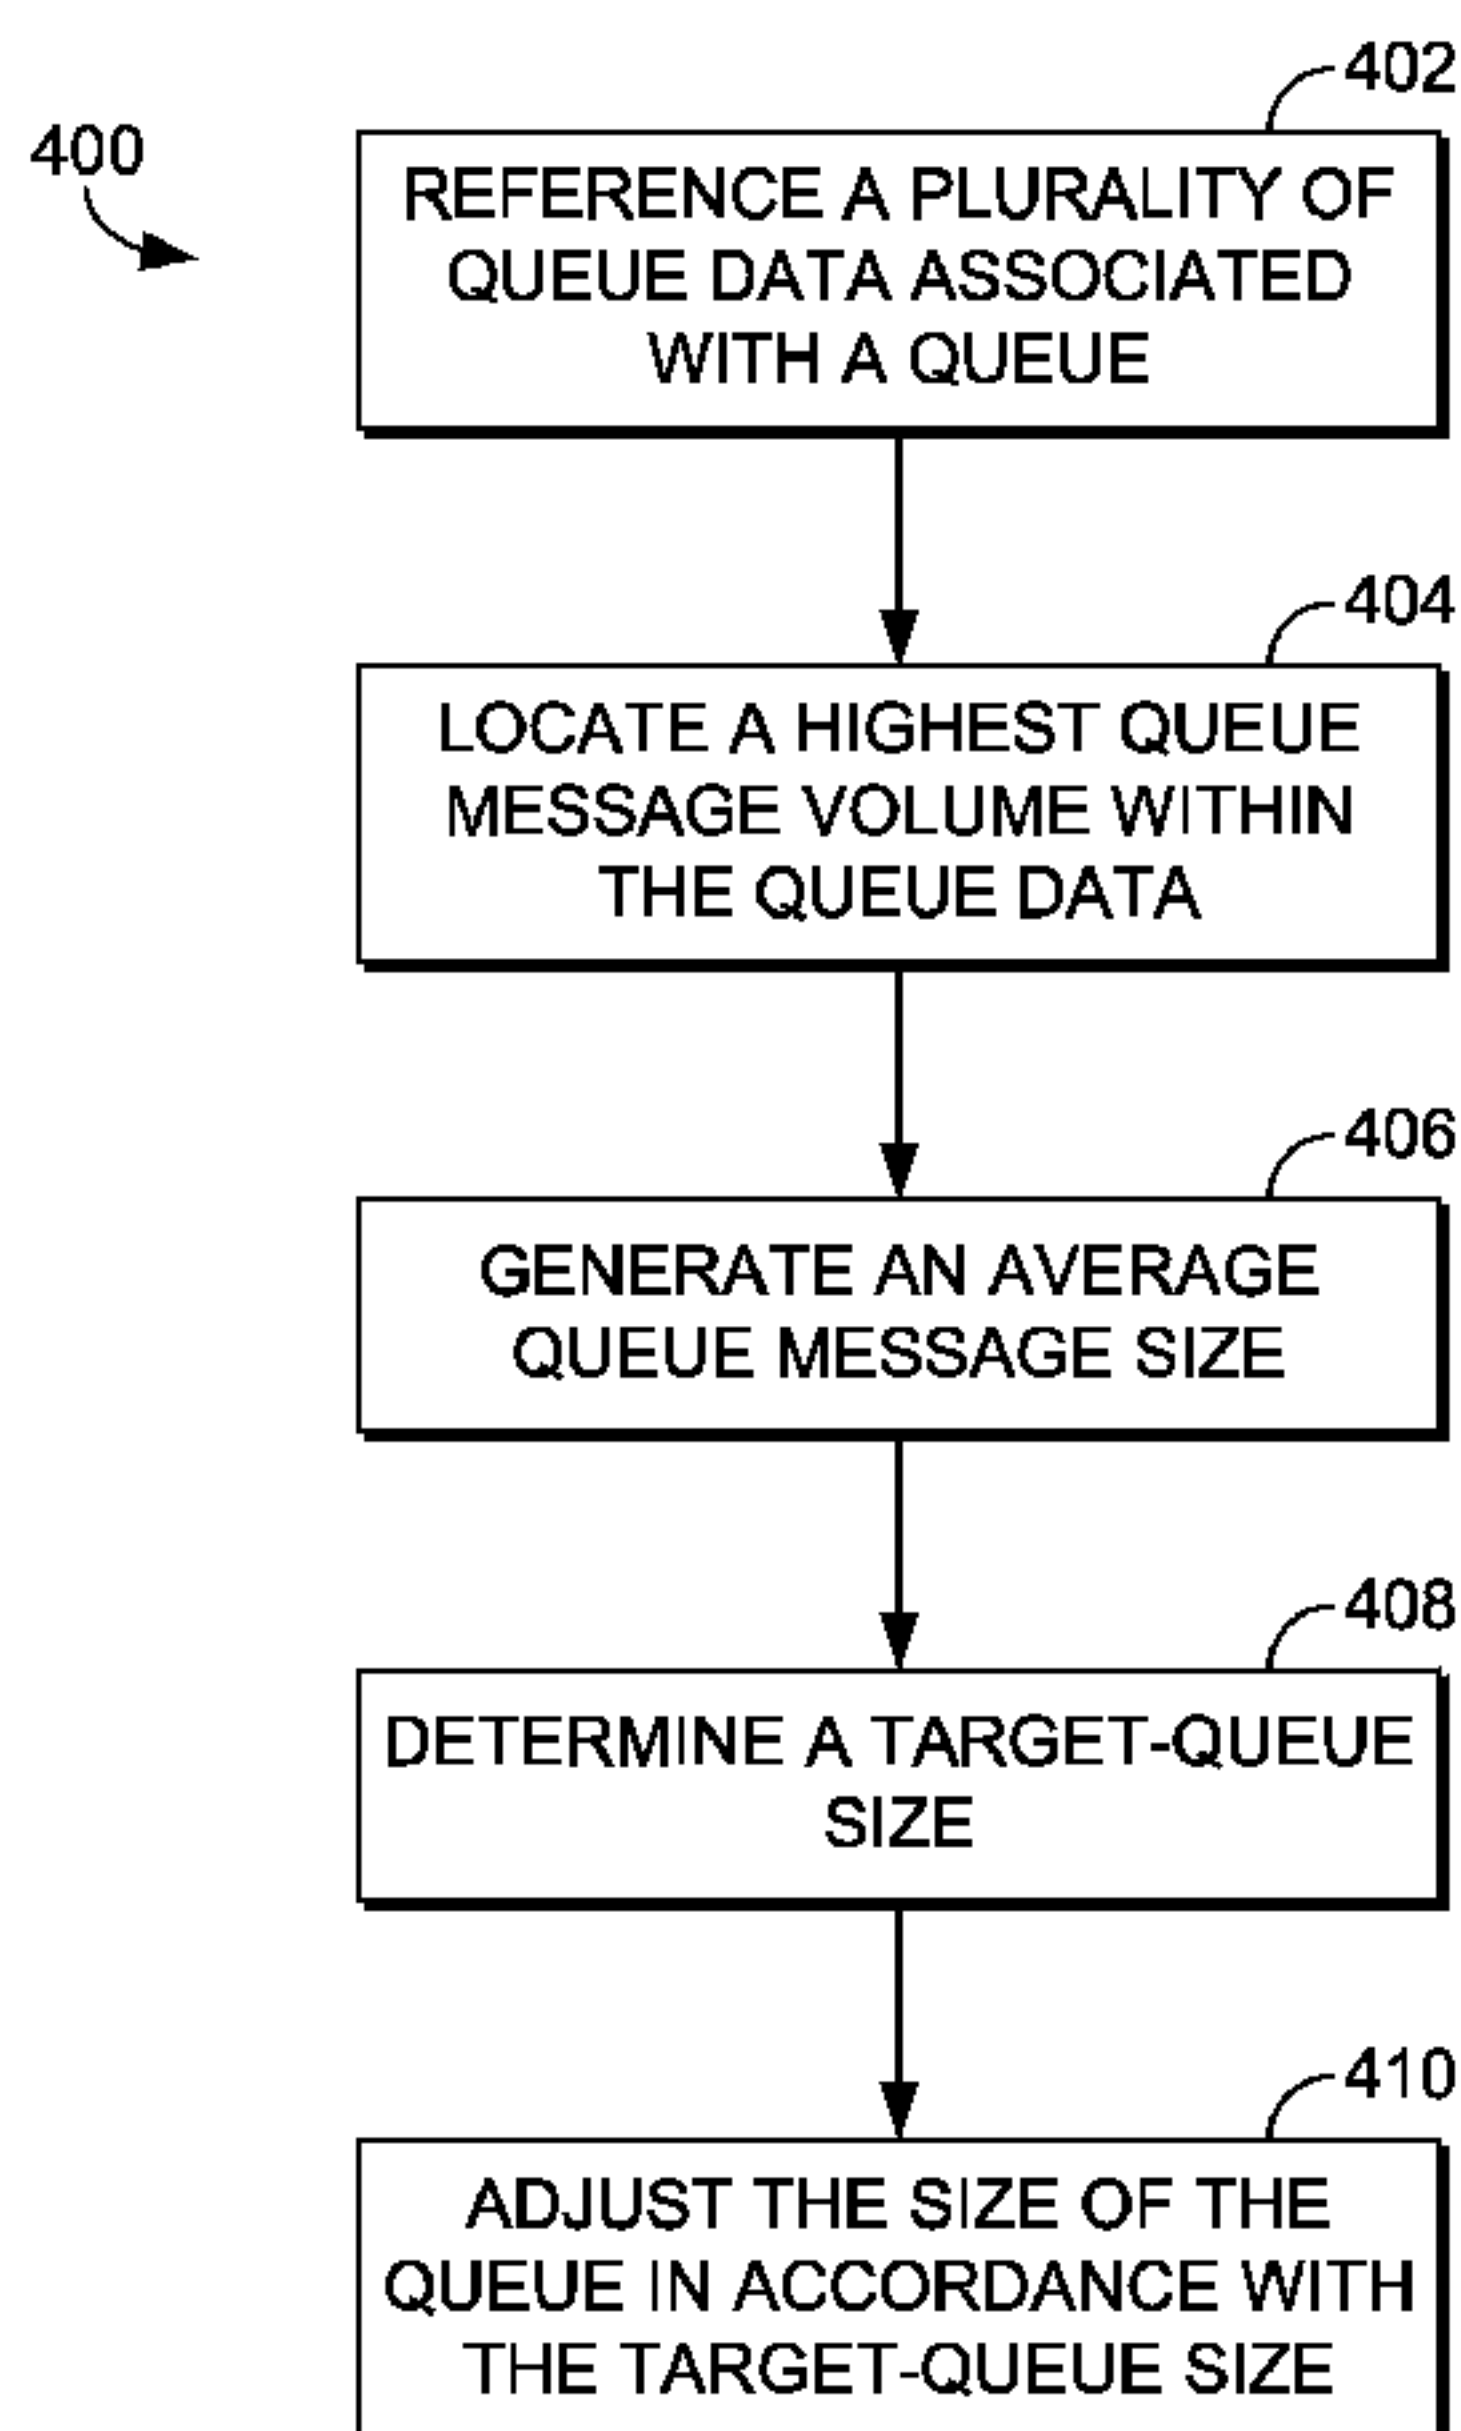 402
400
REFERENCE A PLURALITY OF
QUEUE DATA ASSOCIATED
WITH A QUEUE
404
LOCATE A HIGHEST QUEUE
MESSAGE VOLUME WITHIN
THE QUEUE DATA
406
GENERATE AN AVERAGE
QUEUE MESSAGE SIZE
408
DETERMINE A TARGET-QUEUE
SIZE
410
ADJUST THE SIZE OF THE
QUEUE IN ACCORDANCE WITH
THE TARGET-QUEUE SIZE